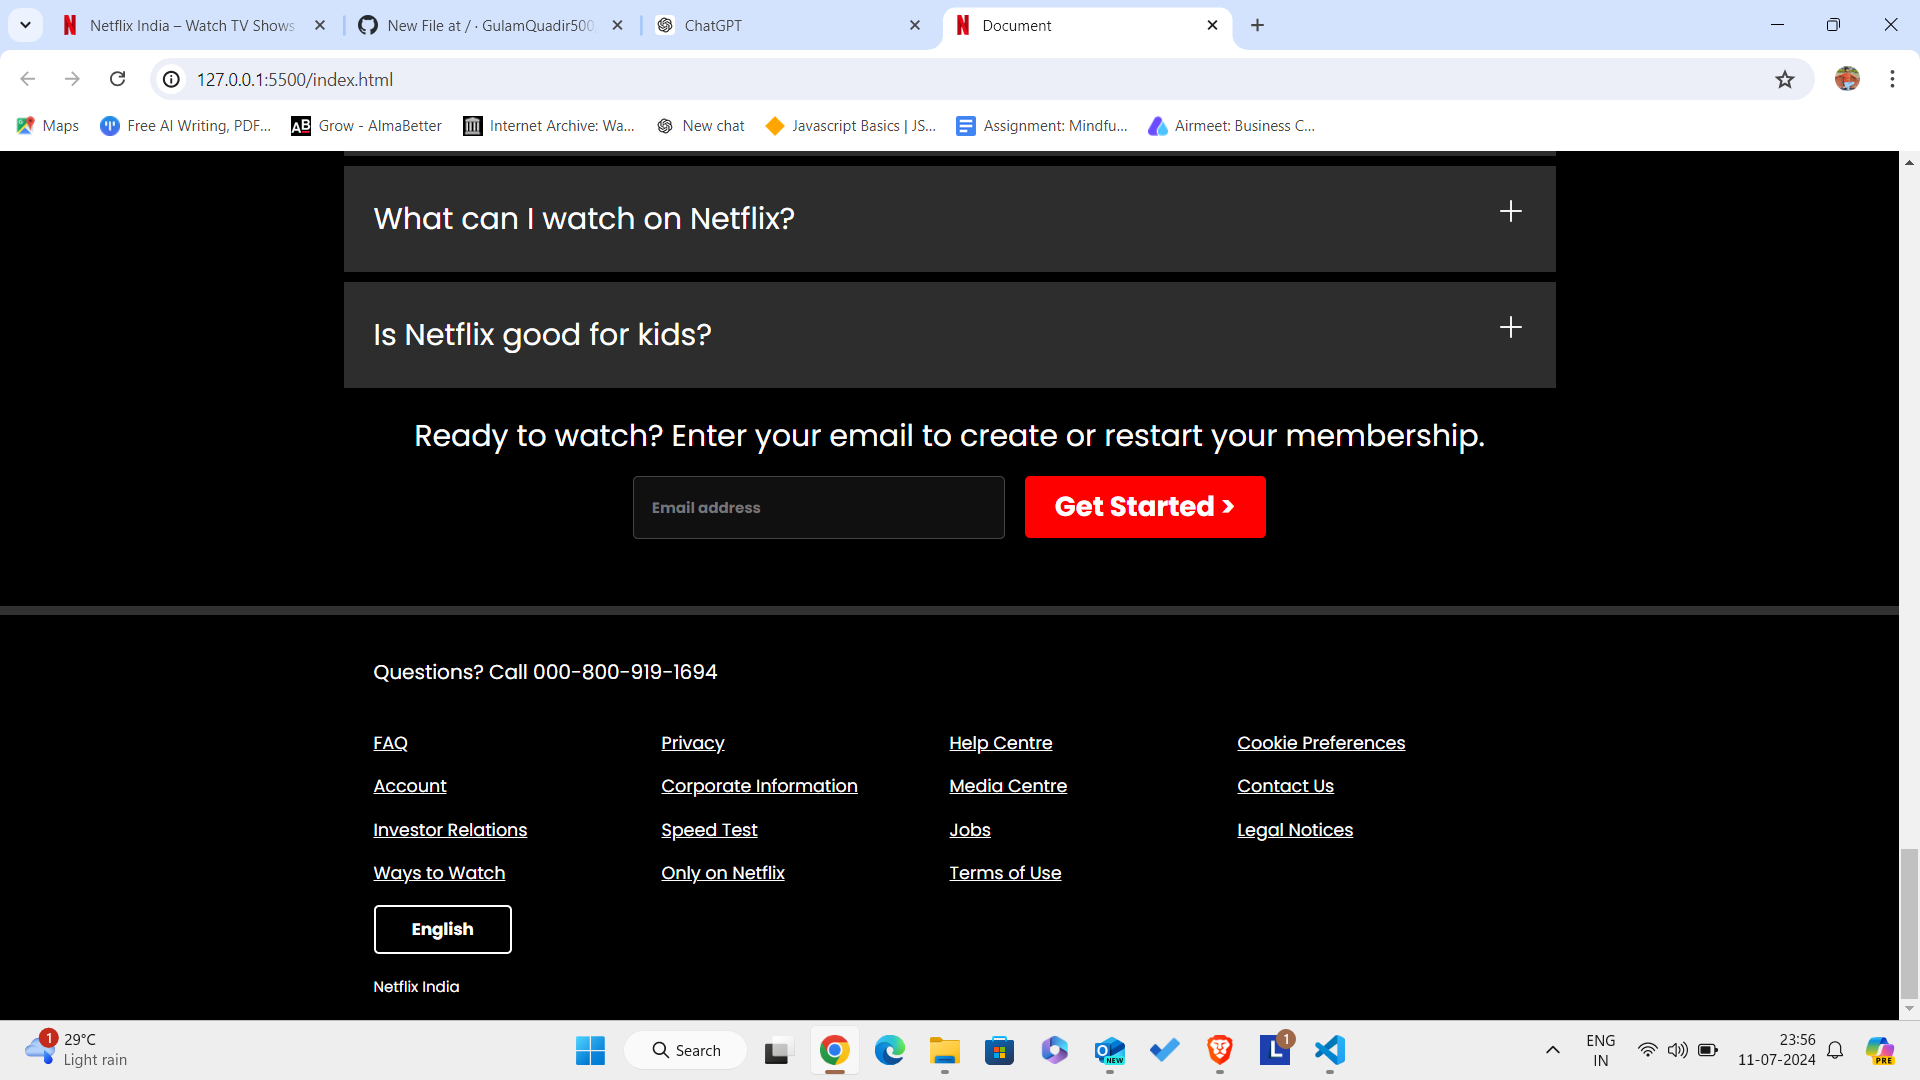 Netflix India – Watch TV Shows
New File at / · GulamQuadir500
ChatGPT
Document
127.0.0.1:5500/index.html
Maps
Free AI Writing, PDF...
Grow - AlmaBetter
Internet Archive: Wa...
New chat
Javascript Basics | JS...
Assignment: Mindfu...
Airmeet: Business C...
What can I watch on Netflix?
Is Netflix good for kids?
Ready to watch? Enter your email to create or restart your membership.
Email address
Get Started >
Questions? Call 000-800-919-1694
FAQ
Privacy
Help Centre
Cookie Preferences
Account
Corporate Information
Media Centre
Contact Us
Investor Relations
Speed Test
Jobs
Legal Notices
Ways to Watch
Only on Netflix
Terms of Use
English
Netflix India
1
29°C
Light rain
Search
NEW
L
1
ENG
IN
23:56
11-07-2024
PRE